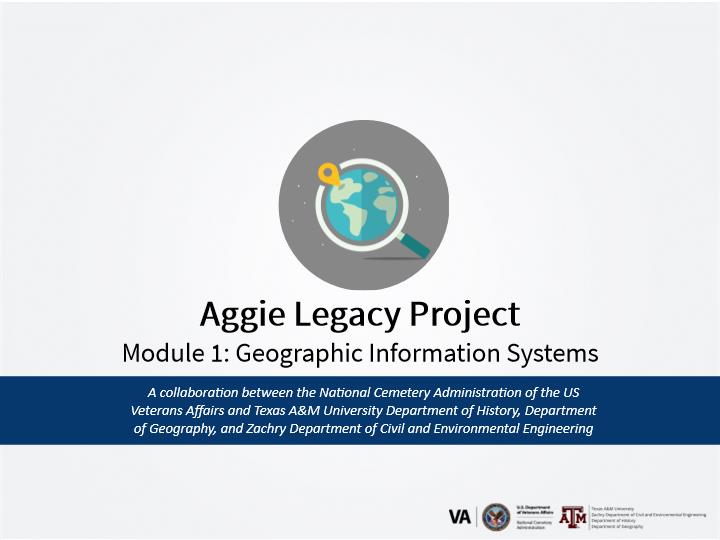 Aggie Legacy Project
Module 1: Geographic Information Systems
A collaboration between the National Cemetery Administration of the US
Veterans Affairs and Texas A&M University Department of History, Department
of Geography, and Zachry Department of Civil and Environmental Engineering
VA
U.S. Department
of Veterans Affairs
National Cemetery
Administration
ATM
Texas A&M University
Zachry Department of Civil and Environmental Engineering
Department of History
Department of Geography